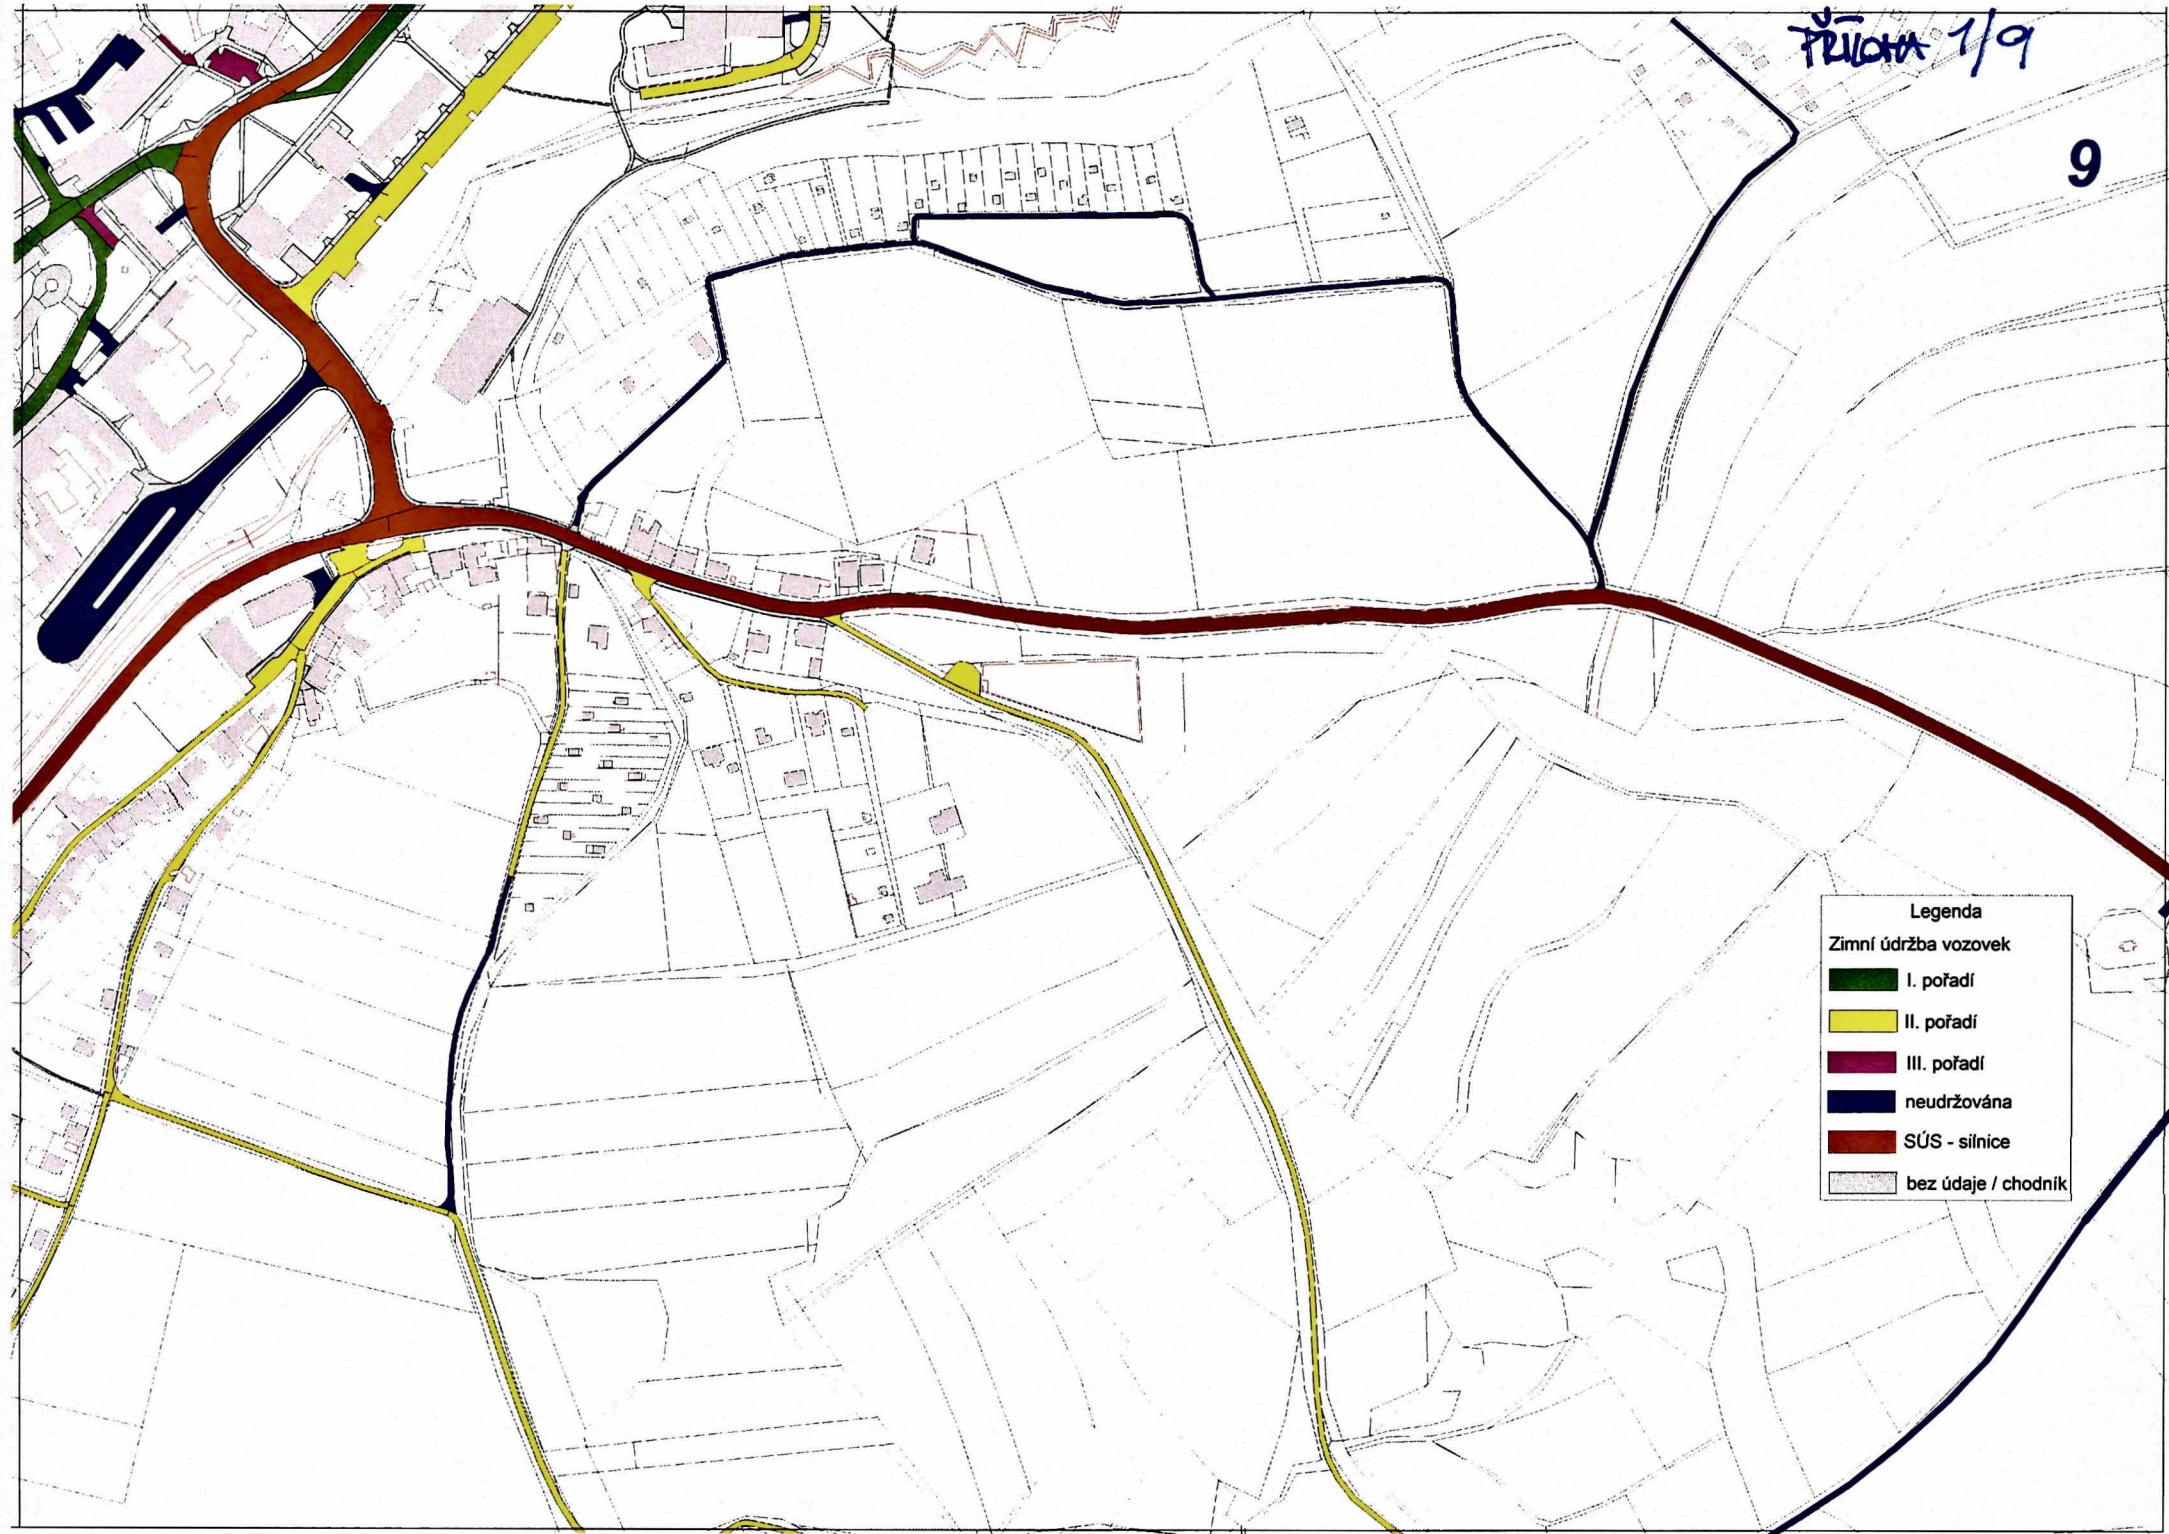 PŘÍLOHA 1/9
9
Legenda
Zimní údržba vozovek
I. pořadí
II. pořadí
III. pořadí
neudržována
SÚS - silnice
bez údaje / chodník